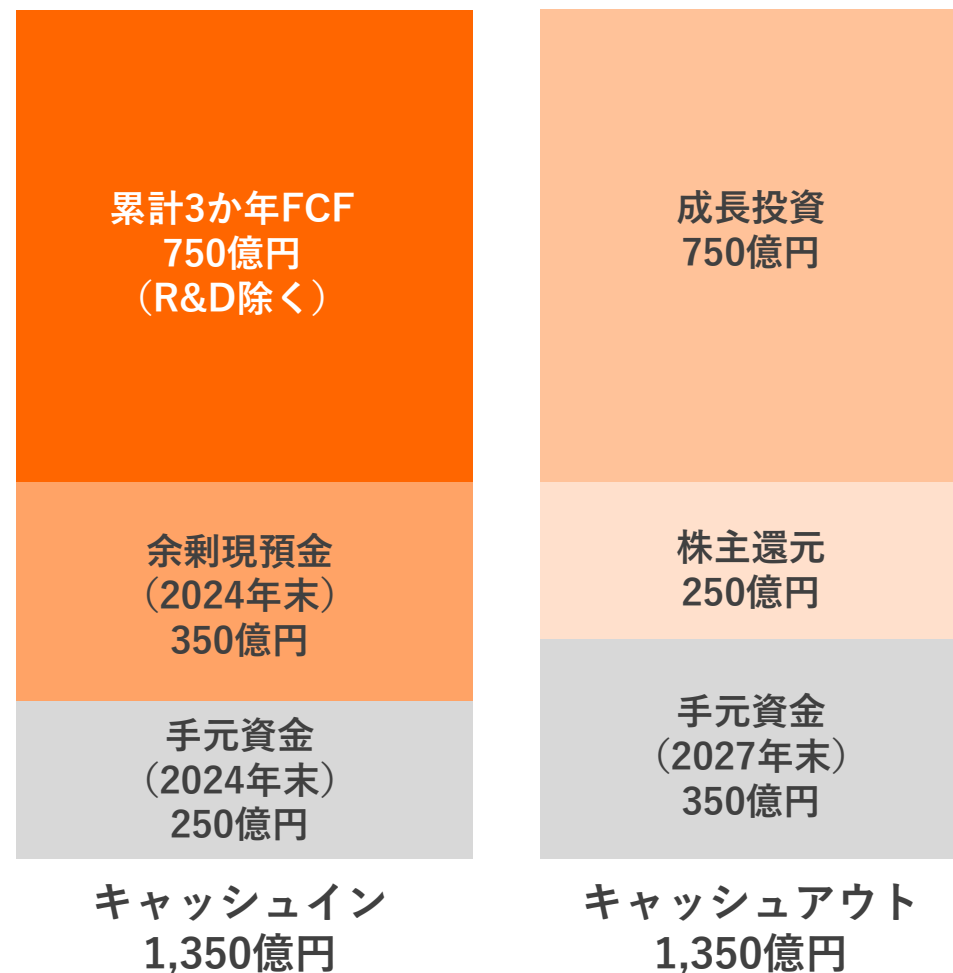 累計3か年FCF
750億円
（R&D除く）
余剰現預金
（2024年末）
350億円
手元資金
（2024年末）
250億円
キャッシュイン
1,350億円
成長投資
750億円
株主還元
250億円
手元資金
（2027年末）
350億円
キャッシュアウト
1,350億円